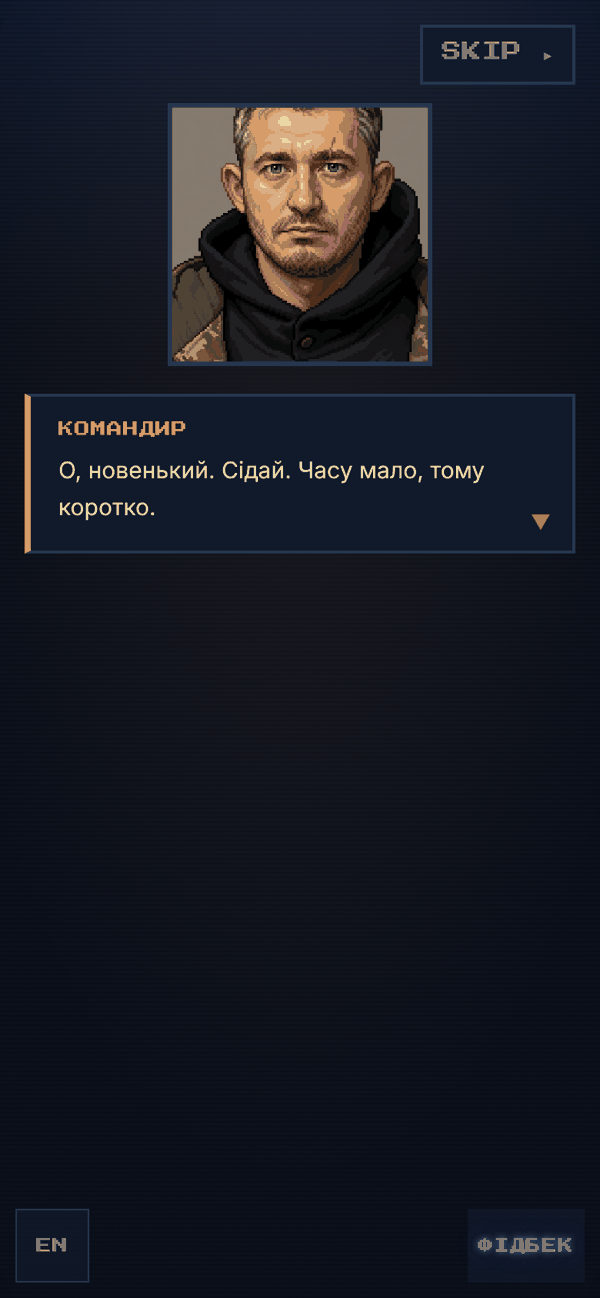 SKIP ▸
КОМАНДИР
О, новенький. Сідай. Часу мало, тому
коротко.
EN
ФІДБЕК